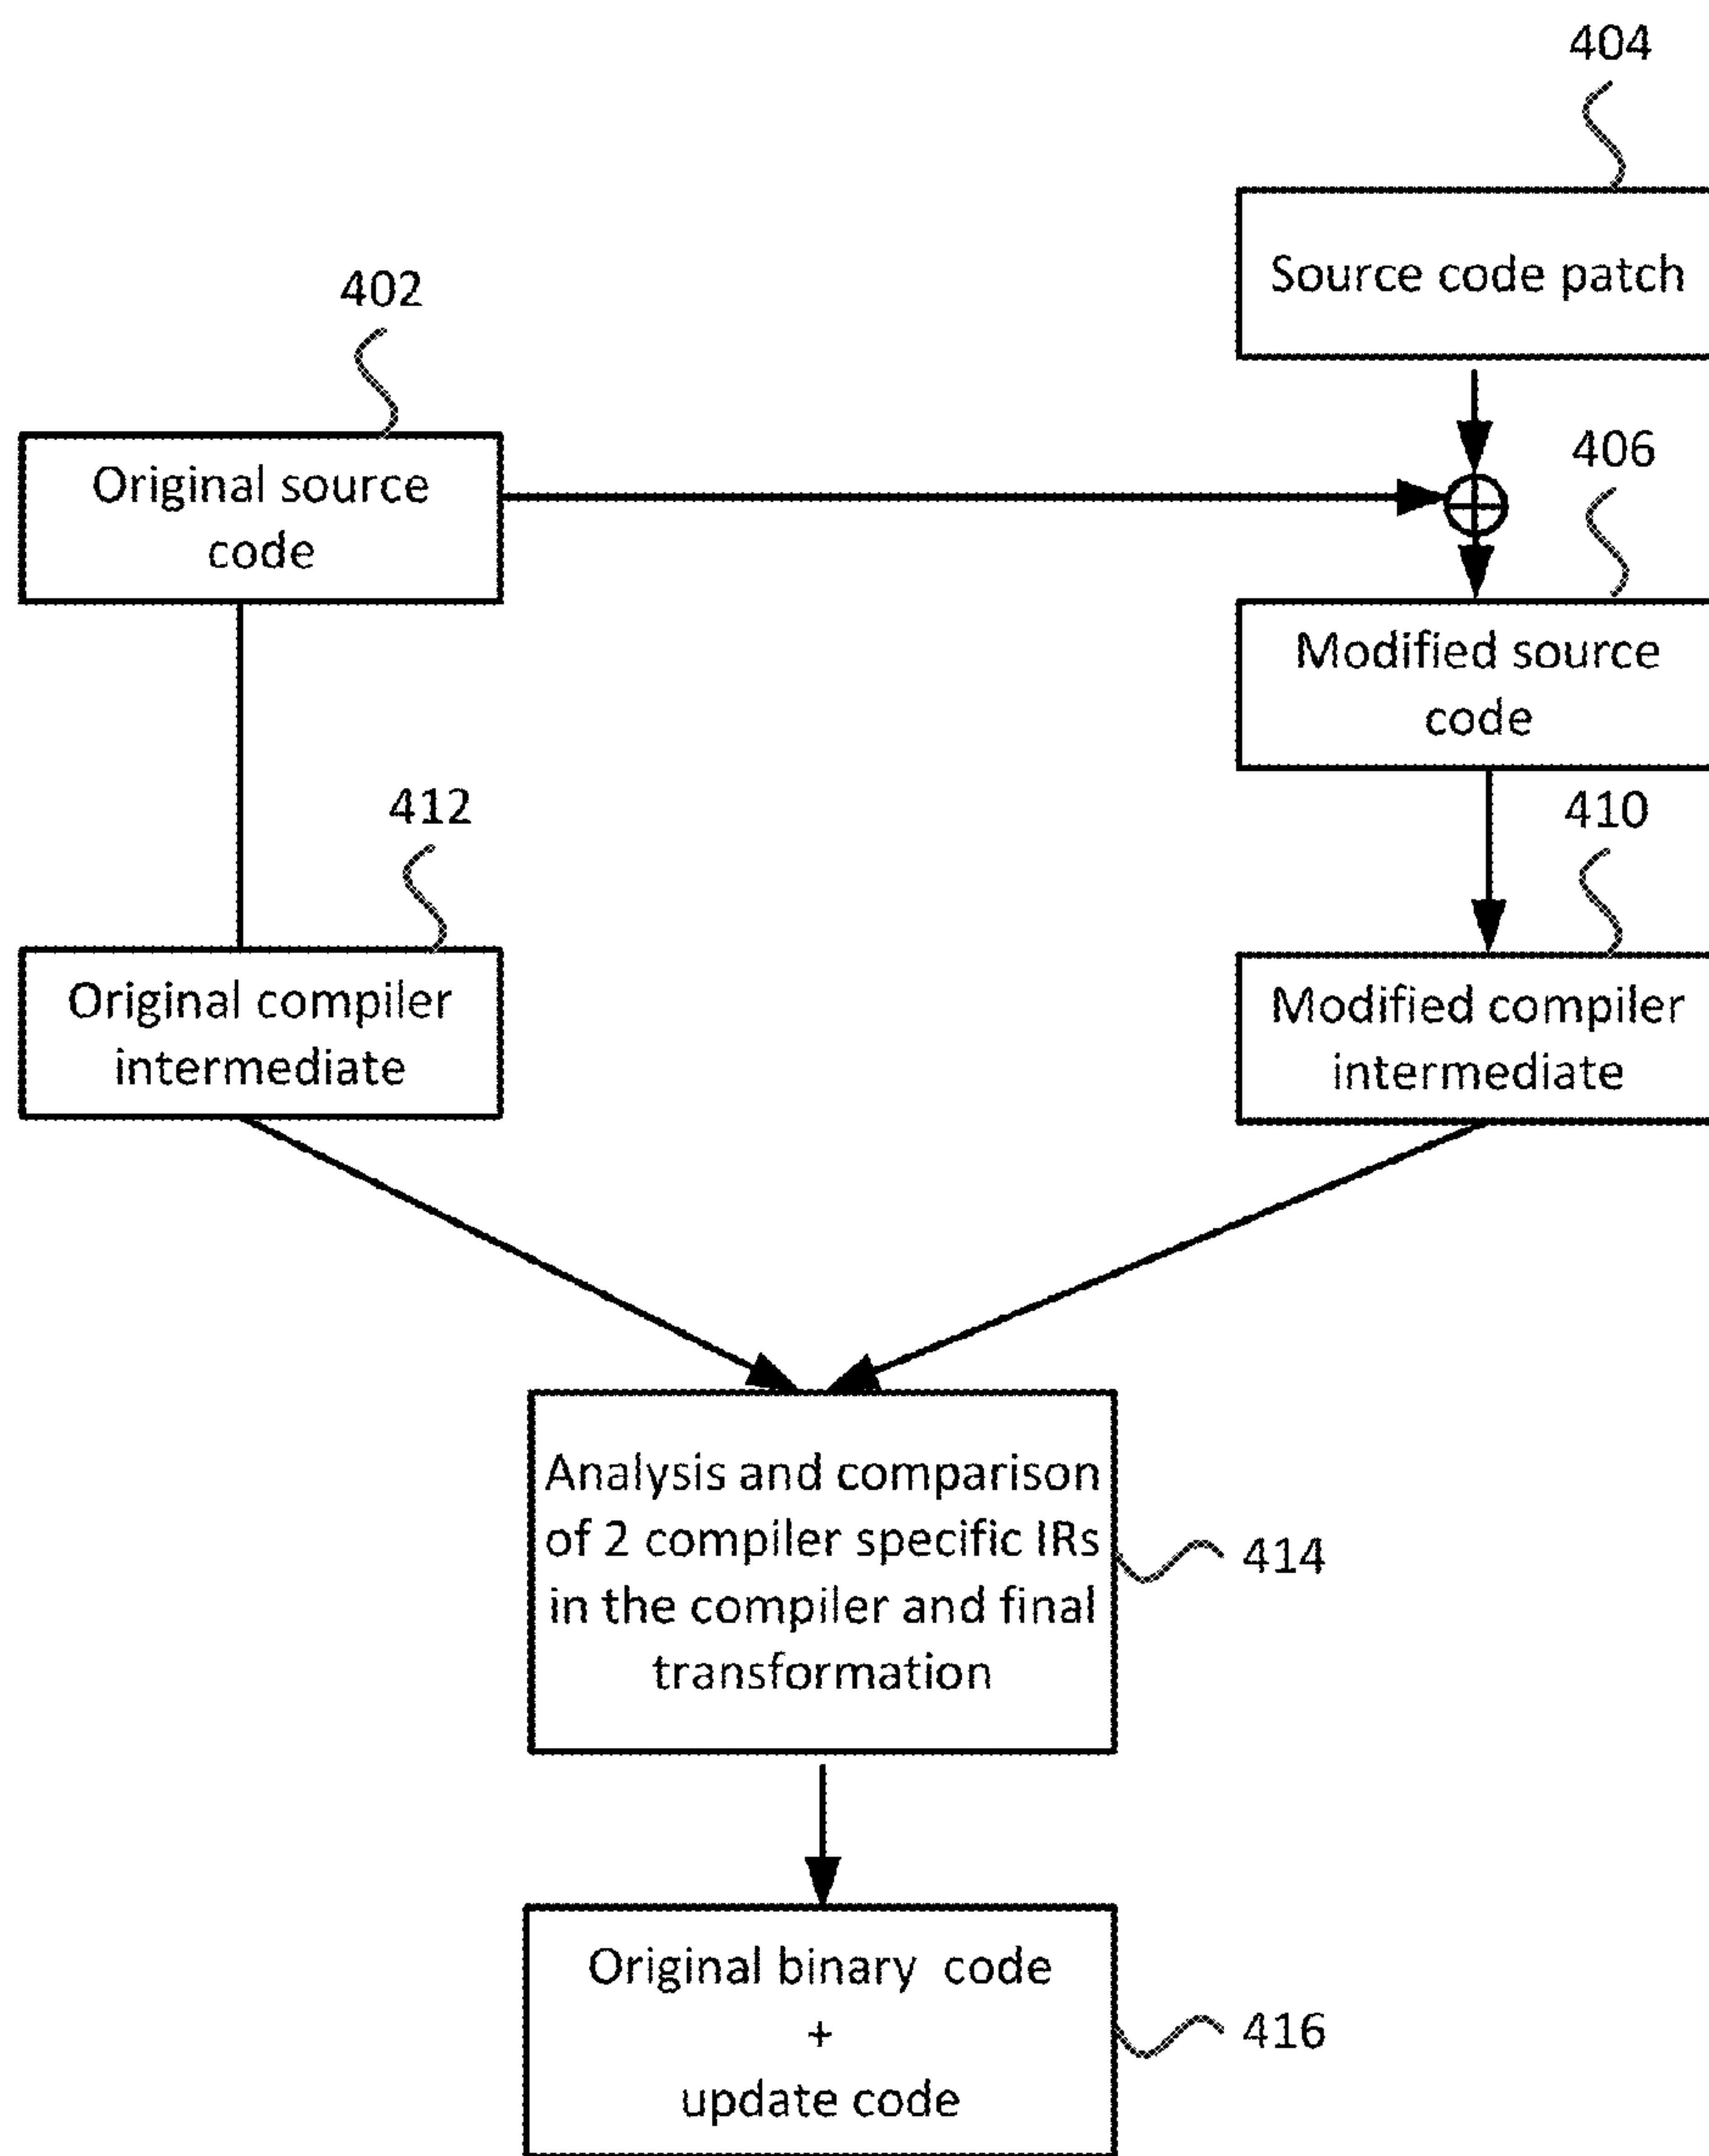 404
Source code patch
402
Original source
code
406
Modified source
code
412
Original compiler
intermediate
410
Modified compiler
intermediate
Analysis and comparison
of 2 compiler specific IRs
in the compiler and final
transformation
414
Original binary code
+
update code
416